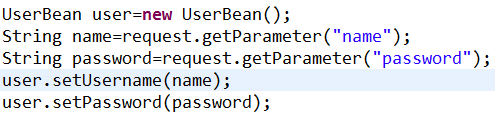 UserBean user=new UserBean();
String name=request.getParameter("name");
String password=request.getParameter("password");
user.setUsername(name);
user.setPassword(password);